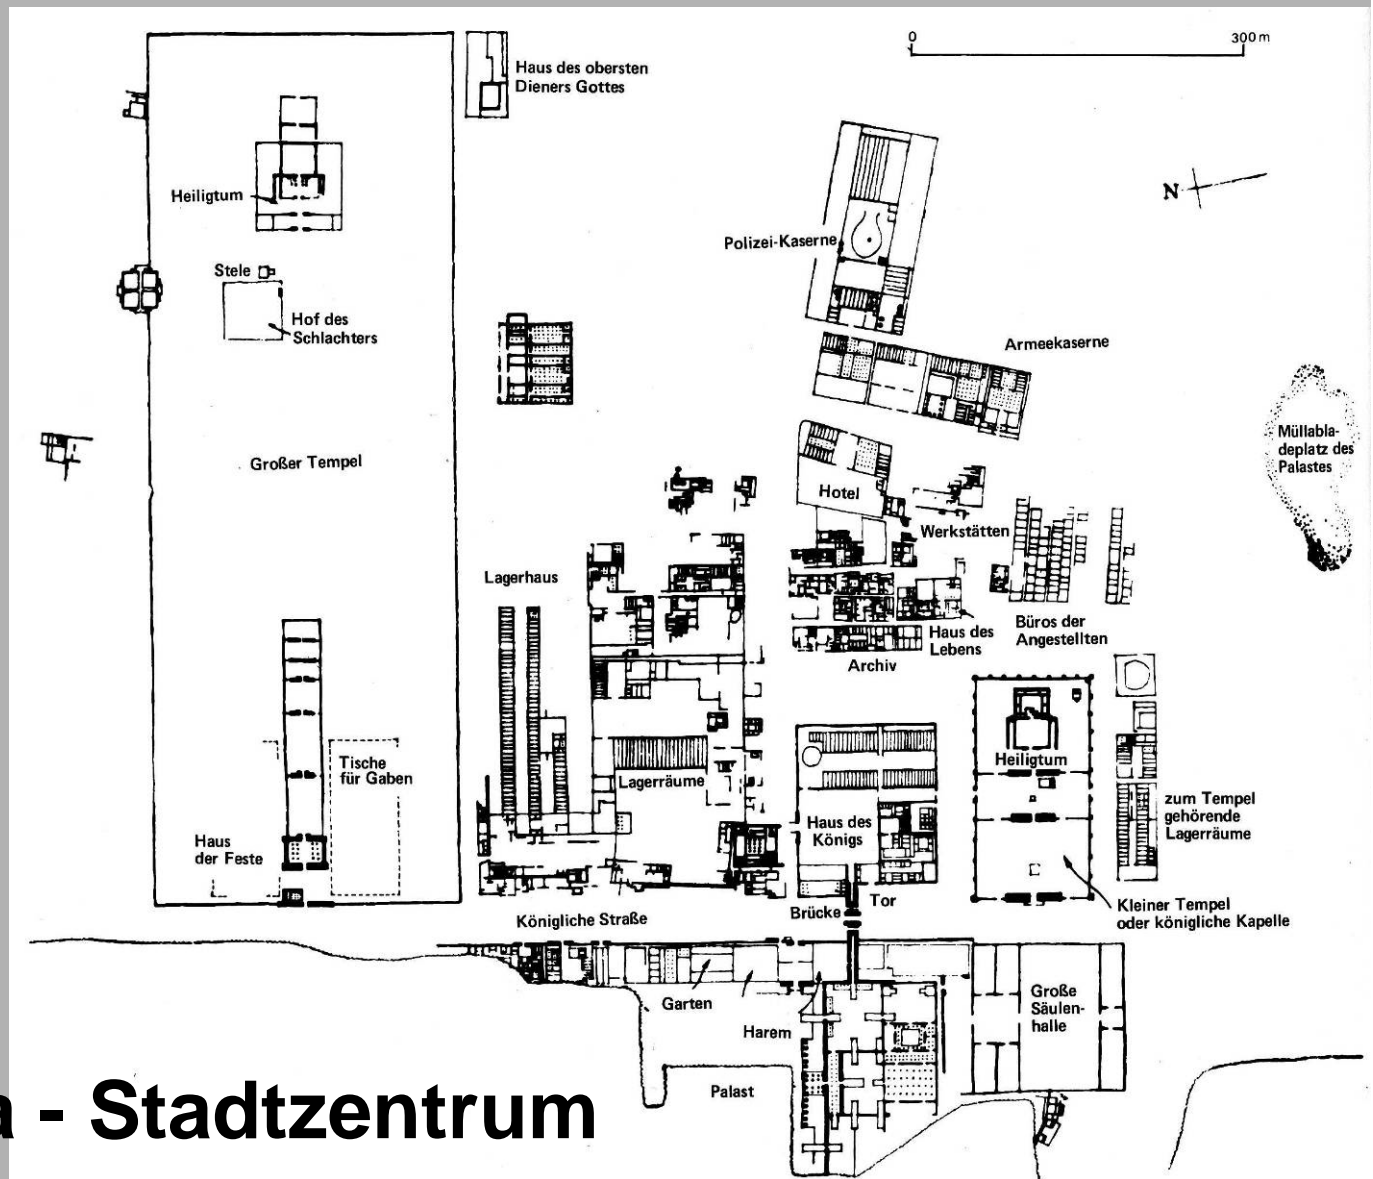 0 300 m
Haus des obersten
Dieners Gottes
N
Heiligtum
Polizei-Kaserne
Stele
Hof des
Schlachters
Armeekaserne
Müllabla-
deplatz des
Palastes
Großer Tempel
Hotel
Werkstätten
Lagerhaus
Büros der
Angestellten
Haus des
Lebens
Archiv
Tische
für Gaben
Lagerräume
Heiligtum
zum Tempel
gehörende
Lagerräume
Haus des
Königs
Haus
der Feste
Tor
Brücke
Kleiner Tempel
oder königliche Kapelle
Königliche Straße
Garten
Harem
Große
Säulen-
halle
Palast
a - Stadtzentrum